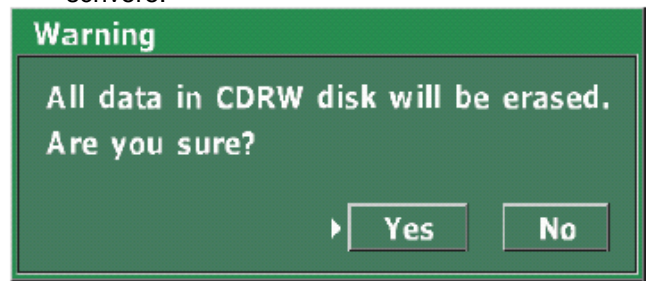 Warning
All data in CDRW disk will be erased.
Are you sure?
Yes No